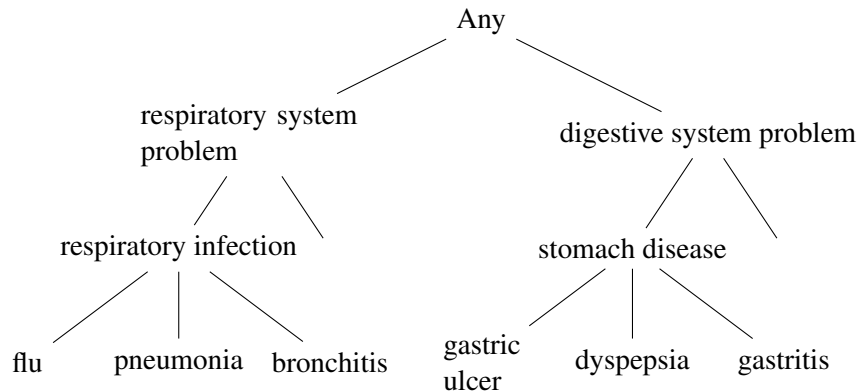 Any
respiratory system
problem
digestive system problem
respiratory infection
stomach disease
flu
pneumonia
bronchitis
gastric
ulcer
dyspepsia
gastritis